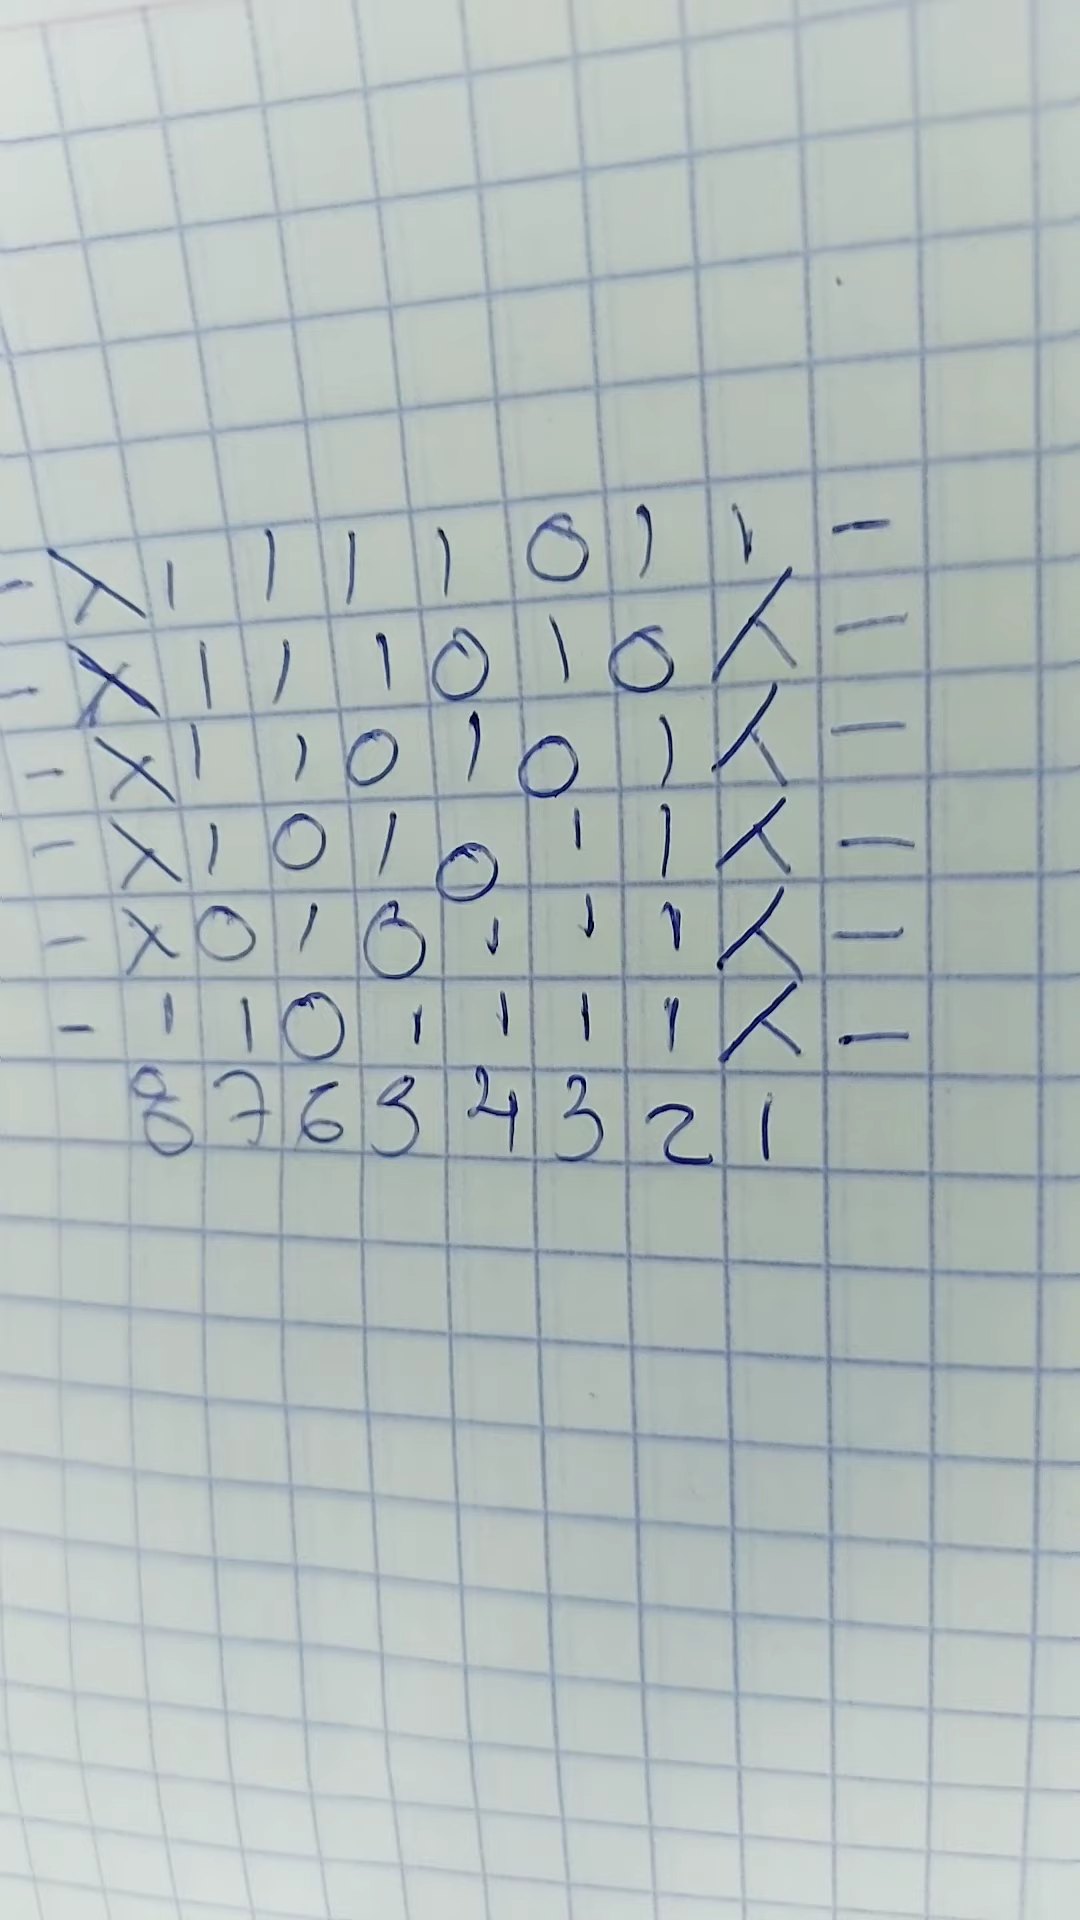 - λ 1 1 1 1 0 1 1 -
- λ 1 1 1 0 1 0 λ -
- λ 1 1 0 1 0 1 λ -
- λ 1 0 1 0 1 1 λ -
- λ 0 1 0 1 1 1 λ -
- 1 1 0 1 1 1 1 λ -
8 7 6 5 4 3 2 1